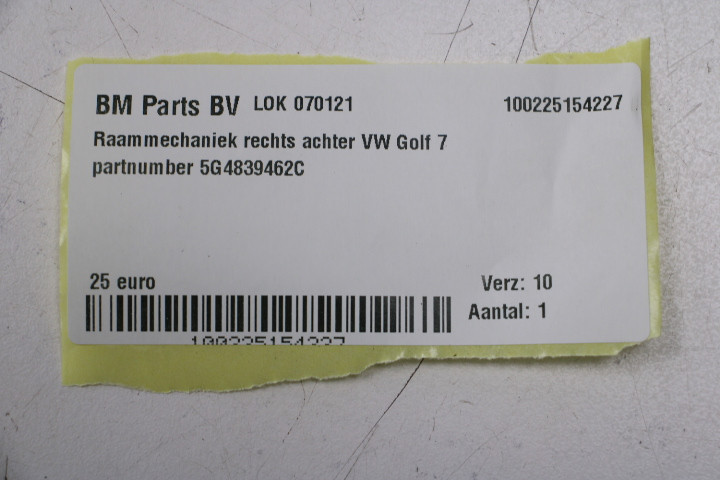 BM Parts BV LOK 070121 100225154227
Raammechaniek rechts achter VW Golf 7
partnumber 5G4839462C
25 euro Verz: 10
Aantal: 1
100225154227